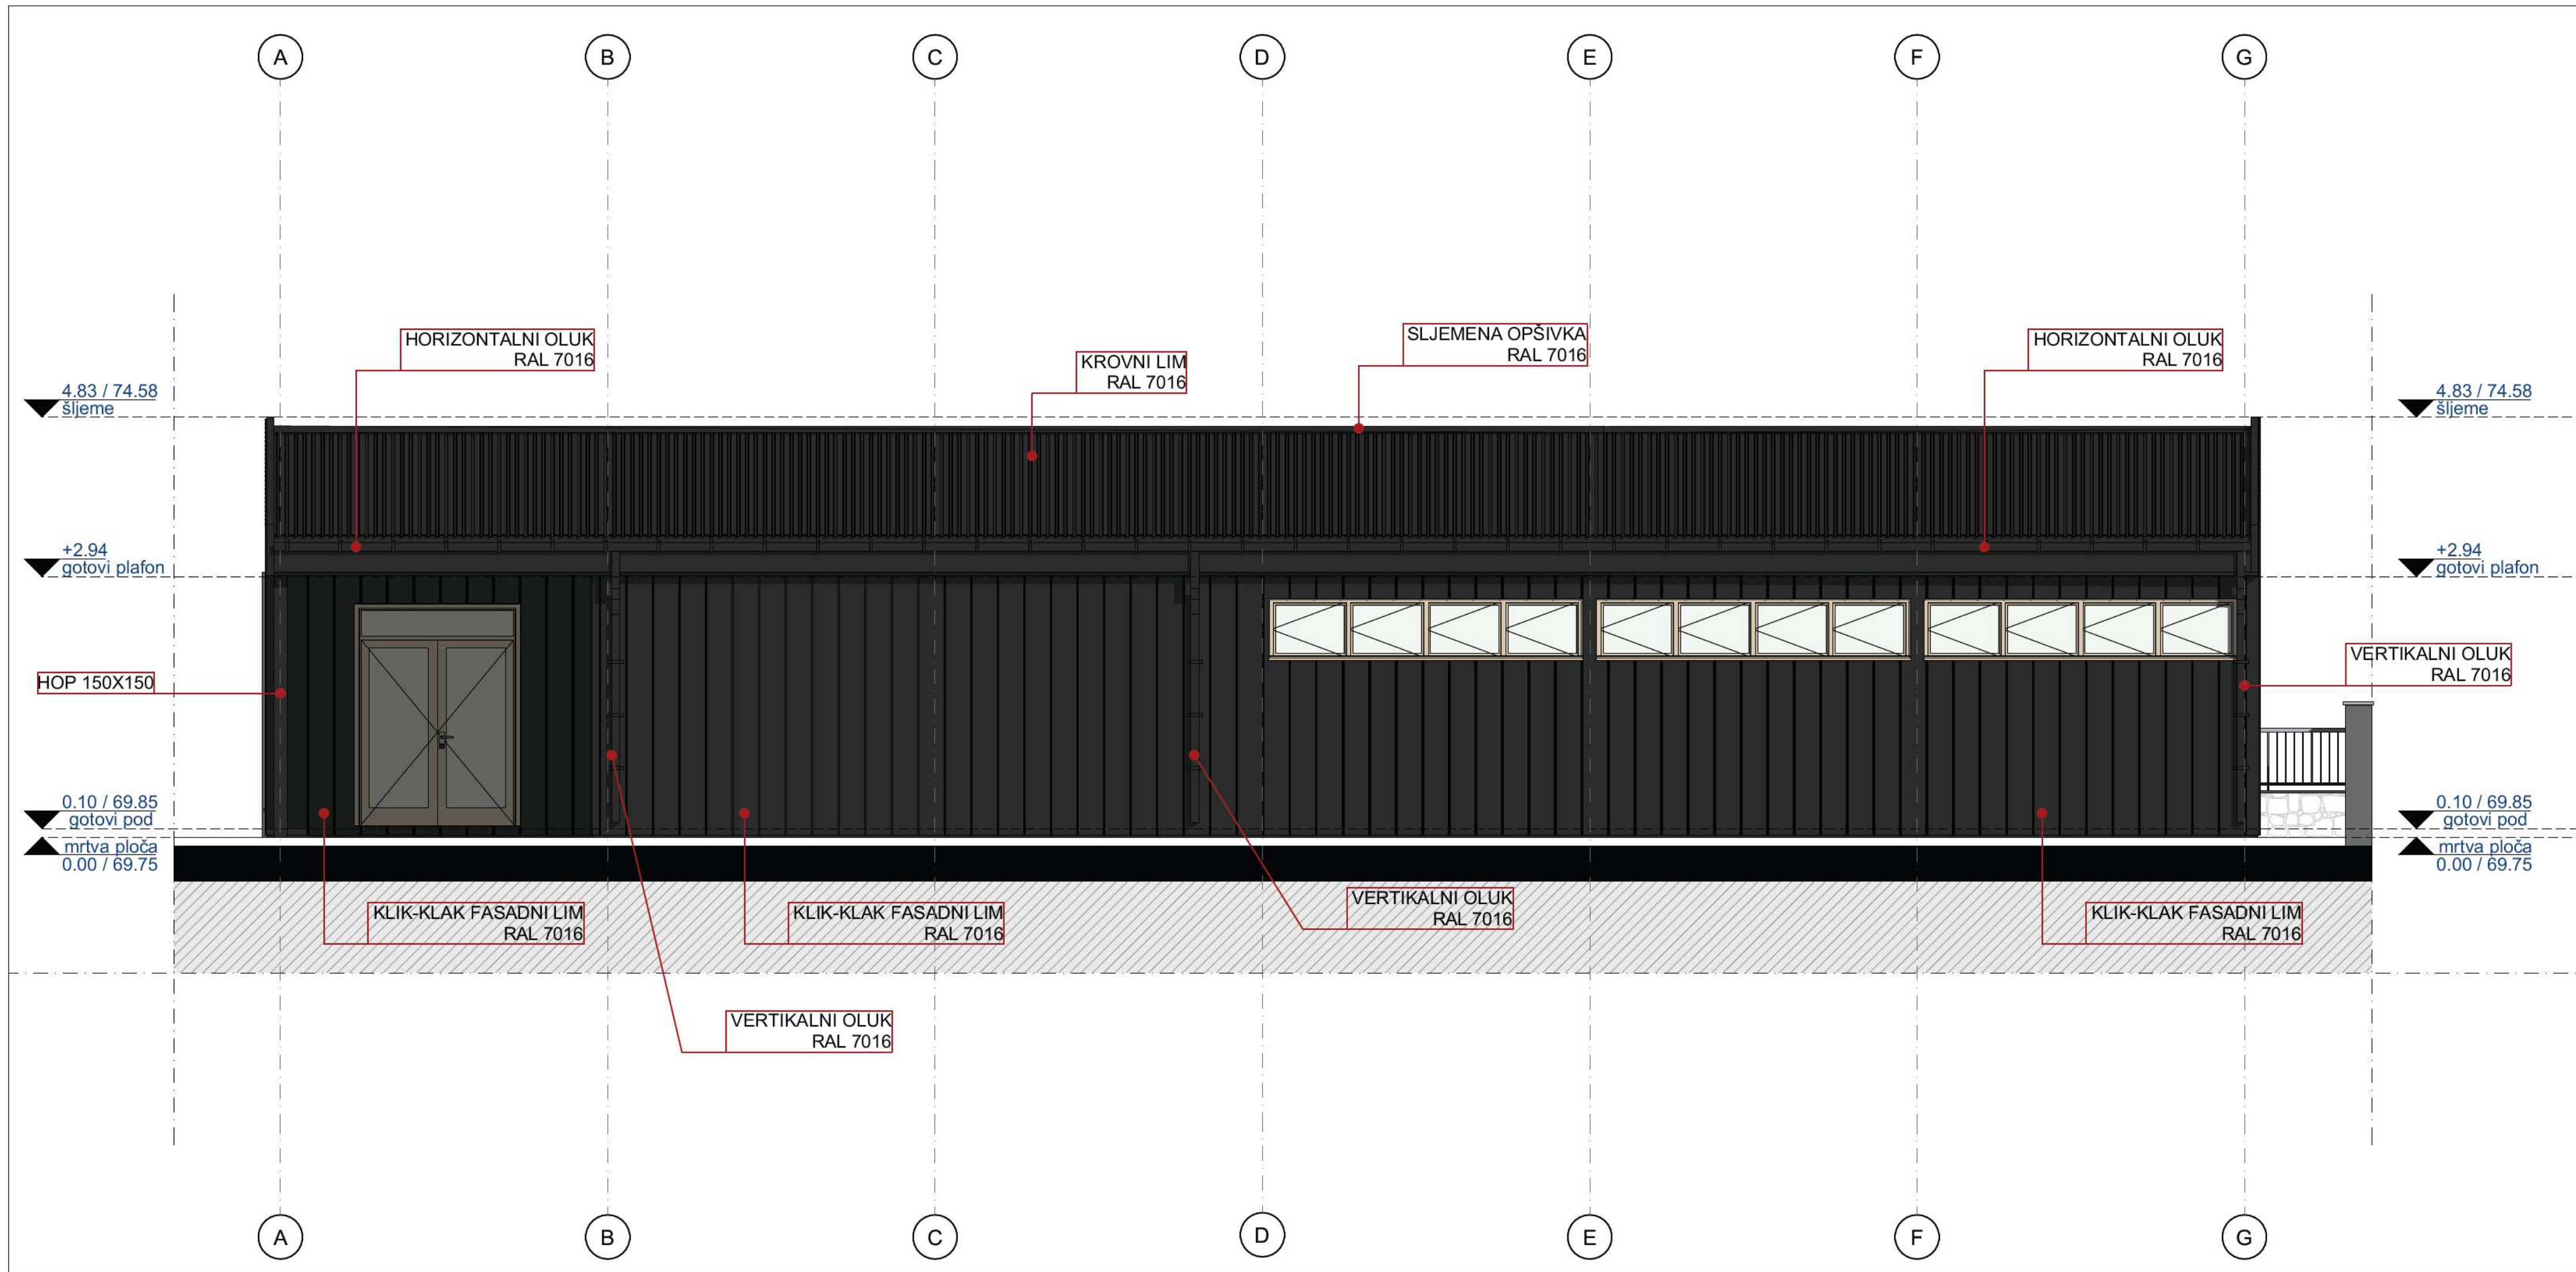 A
B
C
D
E
F
G
HORIZONTALNI OLUK
RAL 7016
KROVNI LIM
RAL 7016
SLJEMENA OPŠIVKA
RAL 7016
HORIZONTALNI OLUK
RAL 7016
4.83 / 74.58
šljeme
4.83 / 74.58
šljeme
+2.94
gotovi plafon
+2.94
gotovi plafon
HOP 150X150
VERTIKALNI OLUK
RAL 7016
0.10 / 69.85
gotovi pod
mrtva ploča
0.00 / 69.75
0.10 / 69.85
gotovi pod
mrtva ploča
0.00 / 69.75
KLIK-KLAK FASADNI LIM
RAL 7016
KLIK-KLAK FASADNI LIM
RAL 7016
VERTIKALNI OLUK
RAL 7016
KLIK-KLAK FASADNI LIM
RAL 7016
VERTIKALNI OLUK
RAL 7016
A
B
C
D
E
F
G